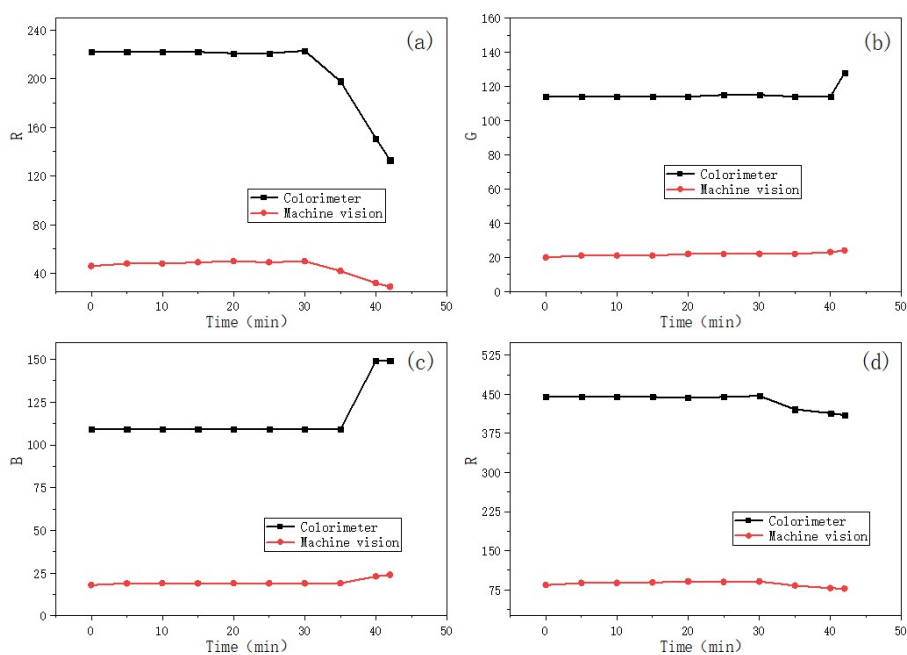 (a)
240
200
160
120
80
40
R
Colorimeter
Machine vision
0 10 20 30 40 50
Time（min）
(b)
160
140
120
100
80
60
40
20
0
G
Colorimeter
Machine vision
0 10 20 30 40 50
Time（min）
(c)
150
125
100
75
50
25
0
B
Colorimeter
Machine vision
0 10 20 30 40 50
Time（min）
(d)
525
450
375
300
225
150
75
R
Colorimeter
Machine vision
0 10 20 30 40 50
Time（min）